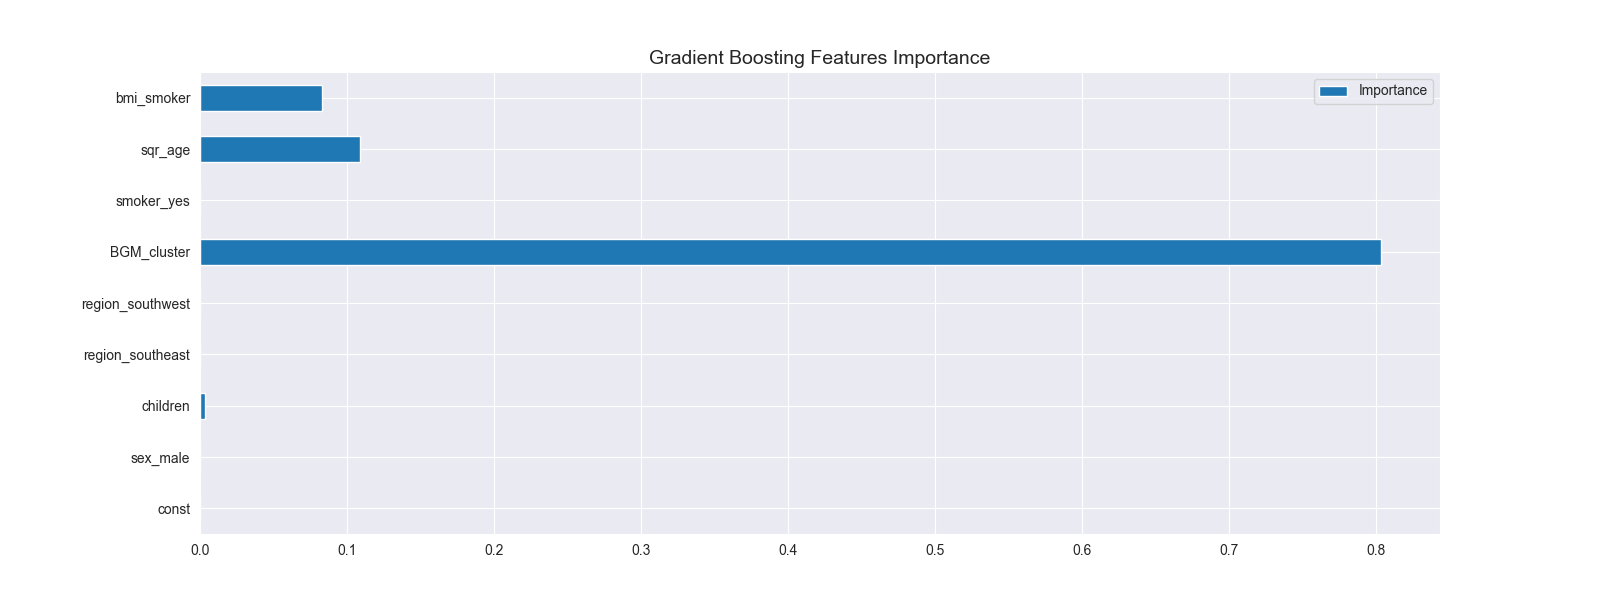 Gradient Boosting Features Importance
Importance
bmi_smoker
sqr_age
smoker_yes
BGM_cluster
region_southwest
region_southeast
children
sex_male
const
0.0 0.1 0.2 0.3 0.4 0.5 0.6 0.7 0.8